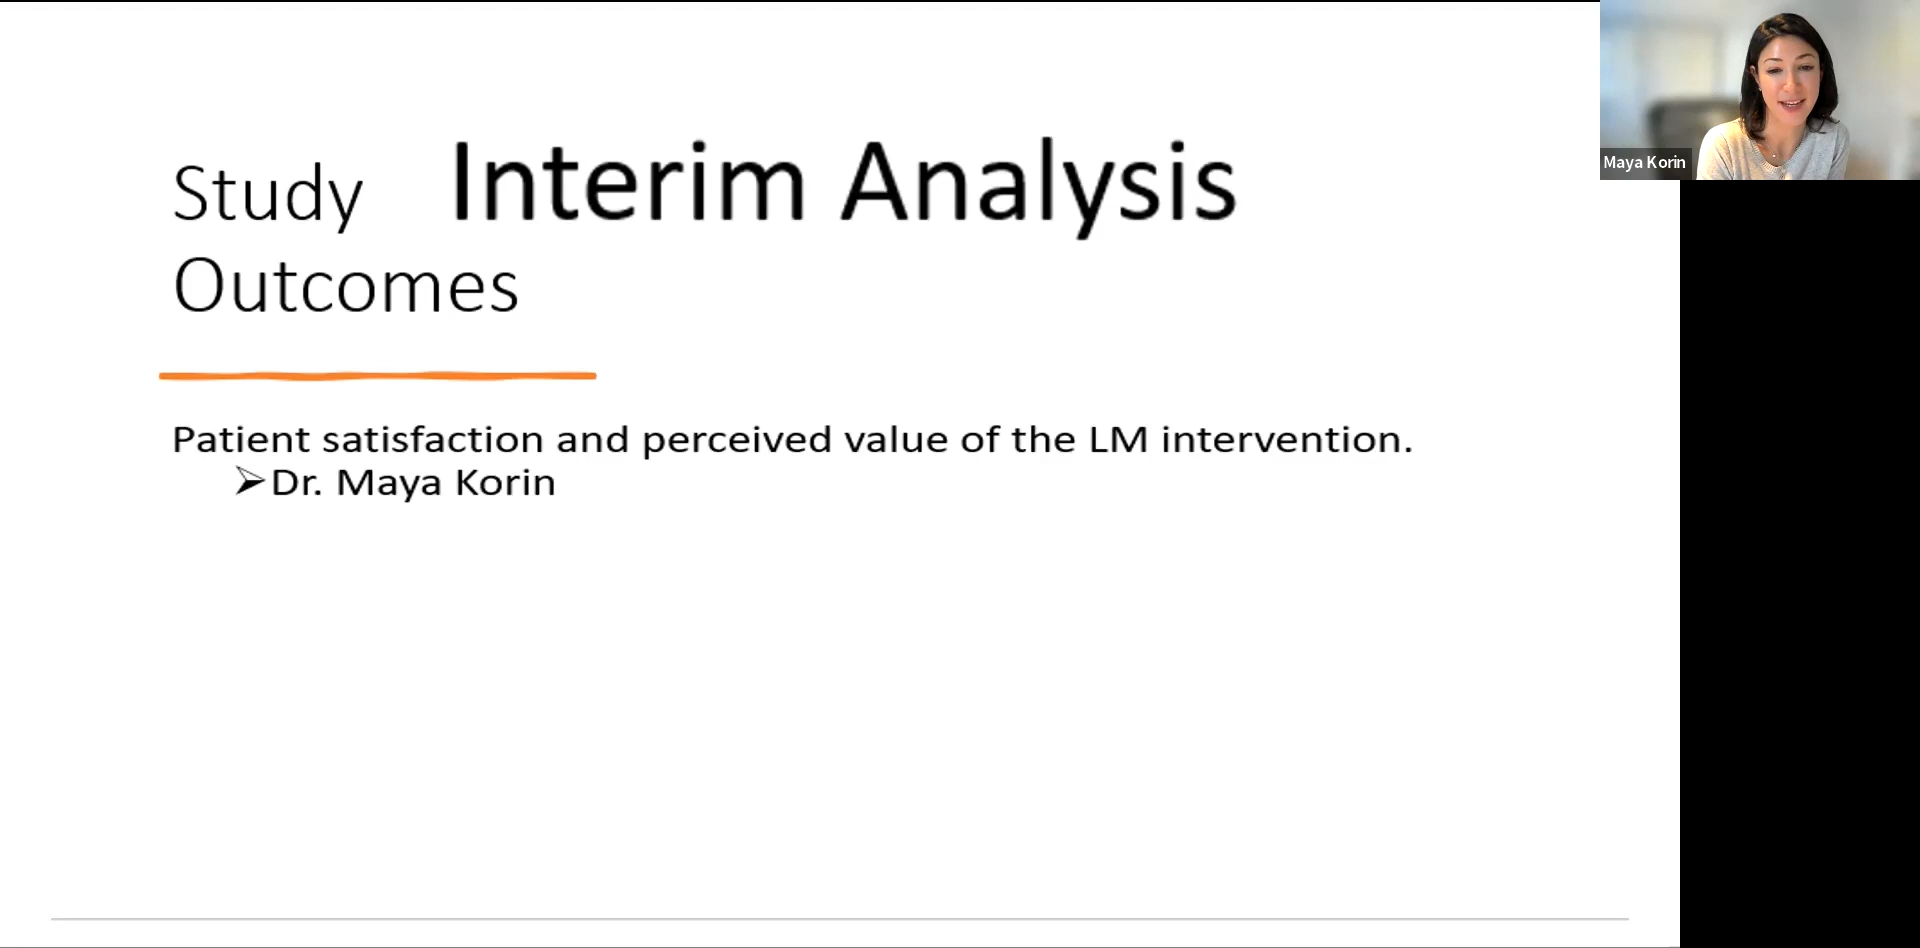 Study Interim Analysis
Outcomes
Patient satisfaction and perceived value of the LM intervention.
➢Dr. Maya Korin
Maya Korin